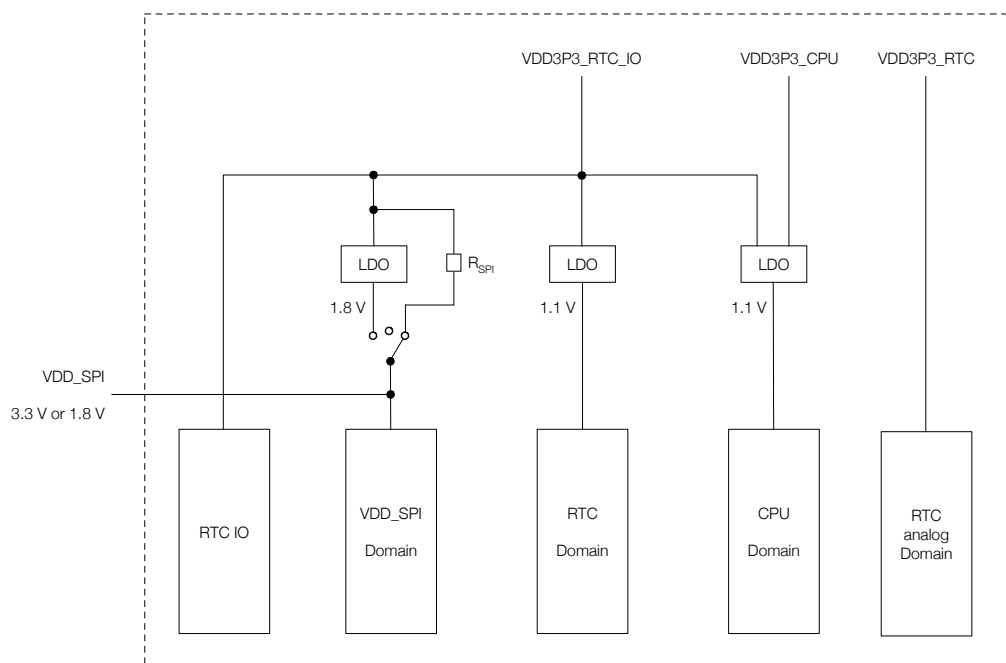 VDD3P3_RTC_IO
VDD3P3_CPU
VDD3P3_RTC
LDO
R_SPI
LDO
LDO
1.8 V
1.1 V
1.1 V
VDD_SPI
3.3 V or 1.8 V
RTC IO
VDD_SPI
Domain
RTC
Domain
CPU
Domain
RTC
analog
Domain